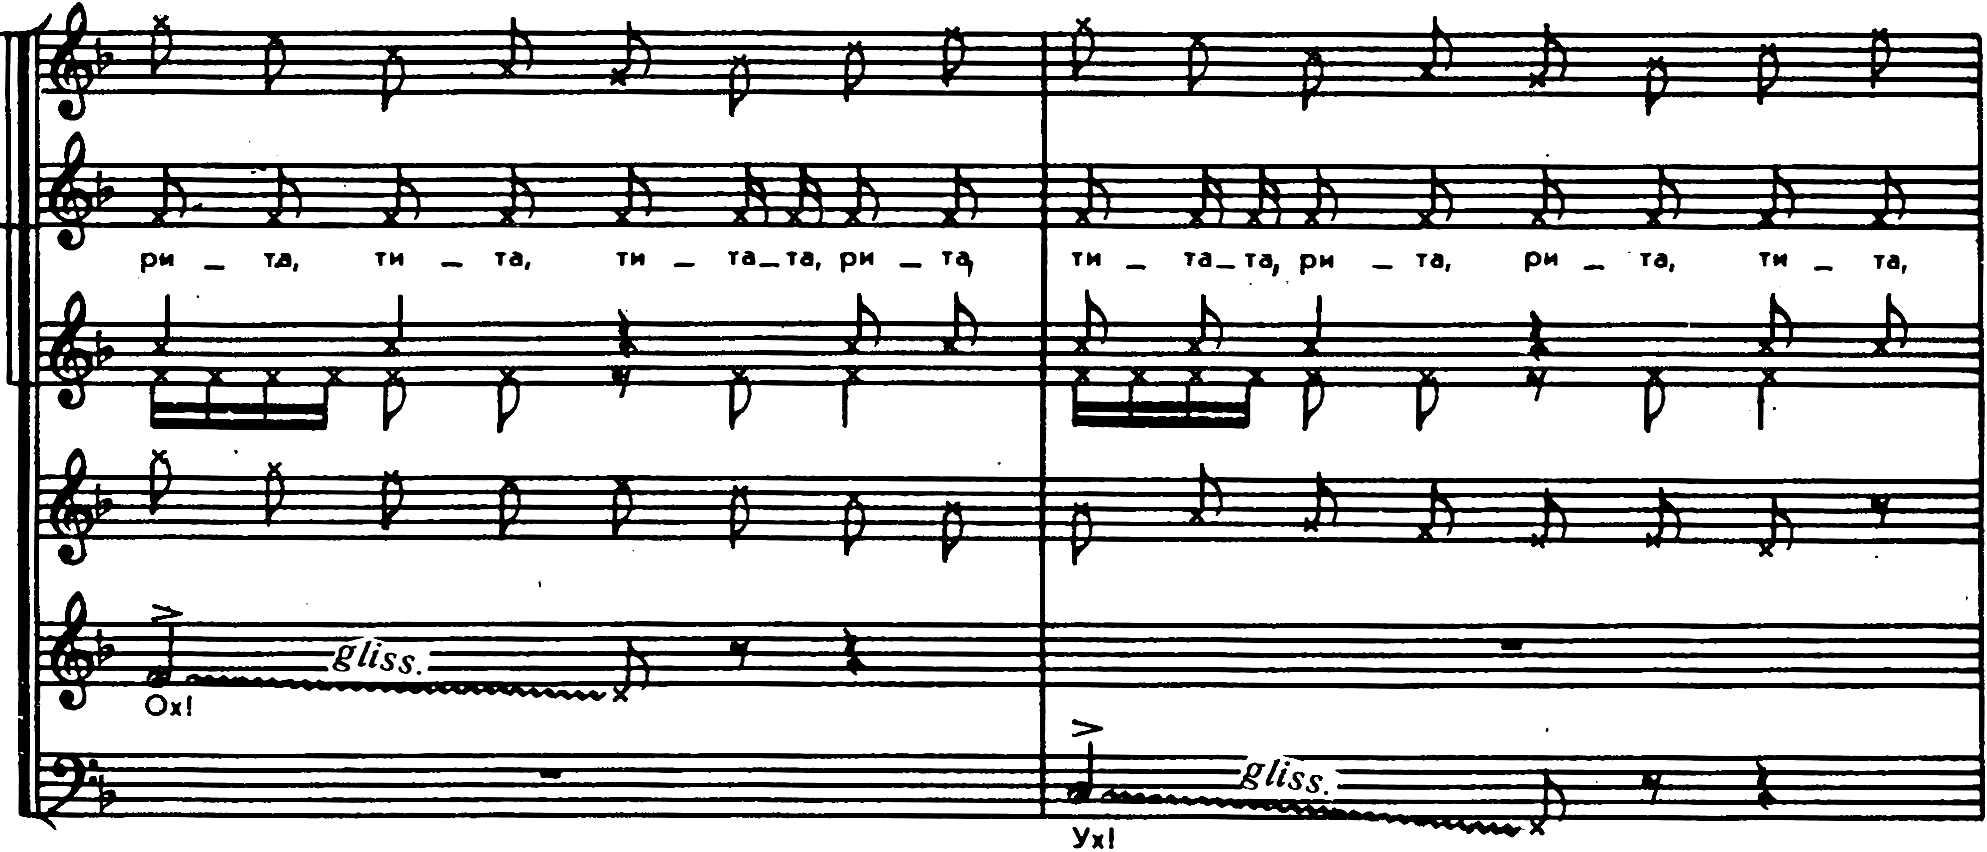 ри _ та, ти _ та, ти _ та _ та, ри _ та, ти _ та _ та, ри _ та, ри _ та, ти _ та,
gliss.
Ох!
gliss.
Ух!